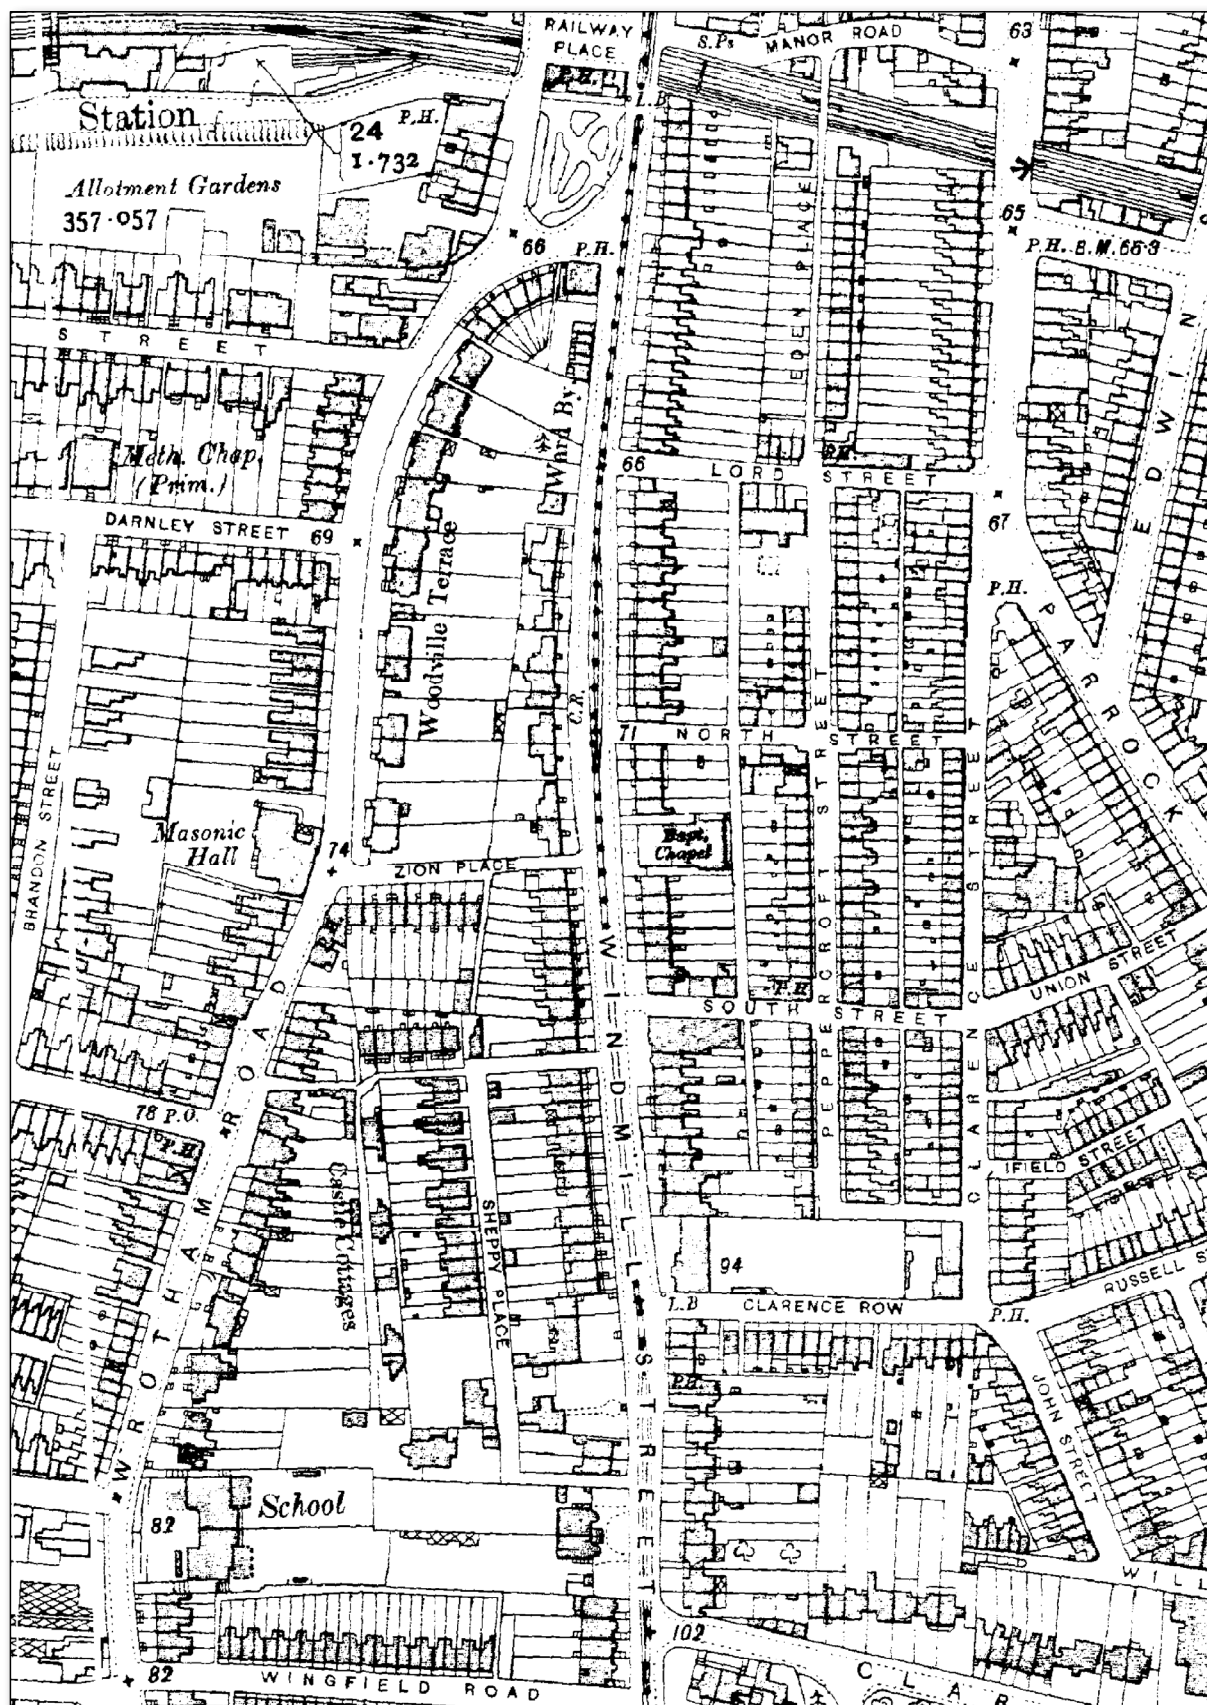 RAILWAY
PLACE
P.H.
S.Ps
MANOR ROAD
63
Station
24
1·732
P.H.
L.B
Allotment Gardens
357·057
66
P.H.
65
P.H.
B.M. 66·3
EDEN PLACE
EDWIN
STREET
Ward By.
66
LORD STREET
P.H.
Meth. Chap.
(Prim.)
DARNLEY STREET
69
67
P.H.
PARROCK
Woodville Terrace
C.R.
71
NORTH STREET
BRANDON STREET
Masonic
Hall
74
ZION PLACE
Bapt.
Chapel
PEPPERCROFT STREET
CLARENCE STREET
P.H.
P.H.
SOUTH STREET
UNION STREET
WINDMILL STREET
WROTHAM ROAD
78 P.O.
P.H.
IFIELD STREET
Castle Cottages
SHEPPY PLACE
94
L.B
CLARENCE ROW
P.H.
RUSSELL S
P.H.
JOHN STREET
School
82
WILL
102
82
WINGFIELD ROAD
CLAR